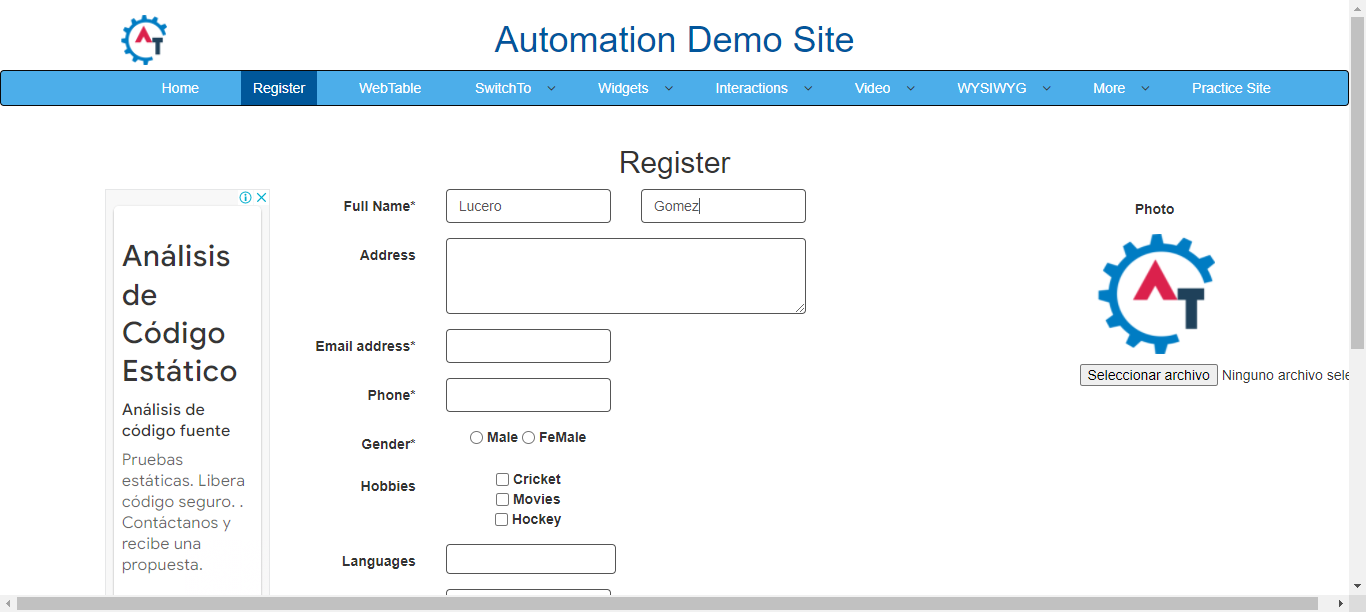 AT
Automation Demo Site
Home Register WebTable SwitchTo Widgets Interactions Video WYSIWYG More Practice Site
Register
Full Name* Lucero Gomez
Photo
Address
AT
Email address*
Seleccionar archivo Ninguno archivo sele
Phone*
Gender* Male FeMale
Hobbies Cricket
Movies
Hockey
Languages
Análisis
de
Código
Estático
Análisis de
código fuente
Pruebas
estáticas. Libera
código seguro. .
Contáctanos y
recibe una
propuesta.